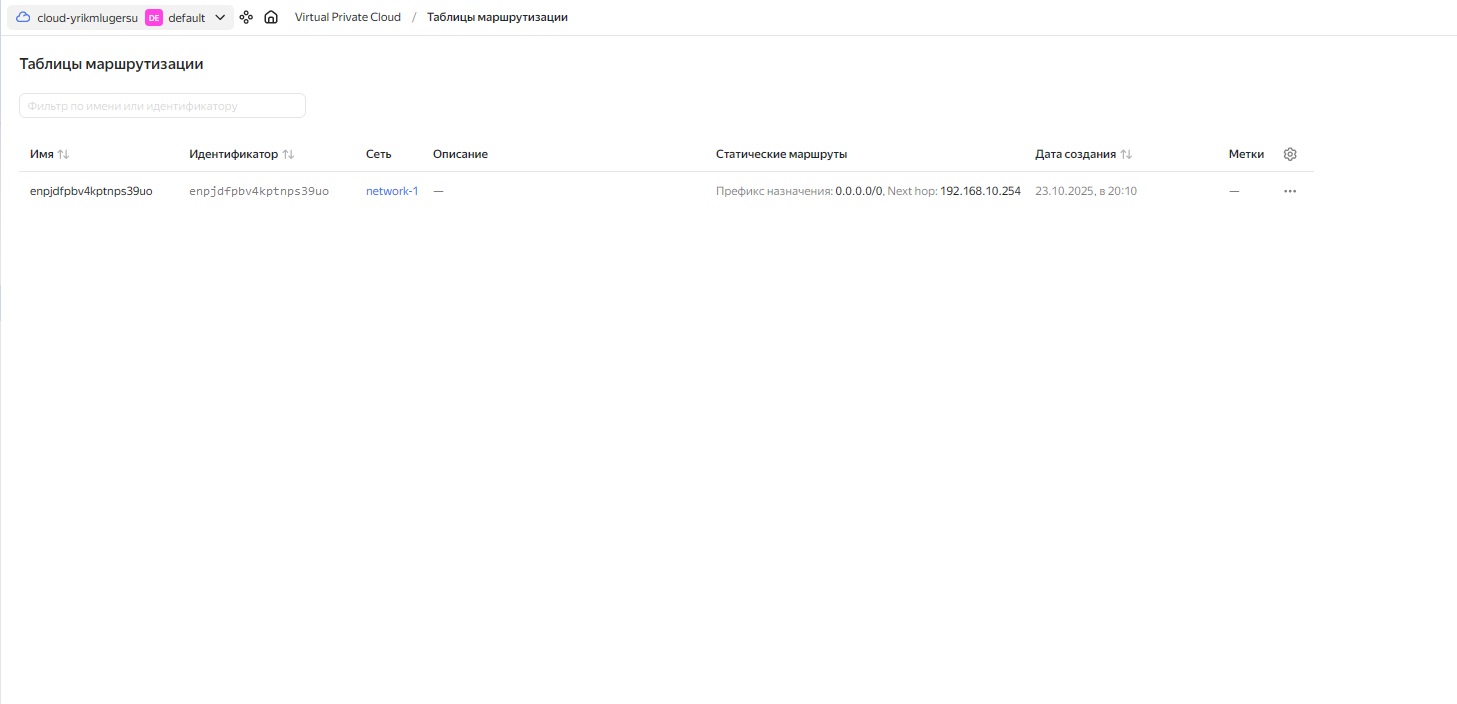 cloud-yrikmlugersu DE default Virtual Private Cloud / Таблицы маршрутизации
Таблицы маршрутизации
Фильтр по имени или идентификатору
Имя Идентификатор Сеть Описание Статические маршруты Дата создания Метки
enpjdfpbv4kptnps39uo enpjdfpbv4kptnps39uo network-1 — Префикс назначения: 0.0.0.0/0, Next hop: 192.168.10.254 23.10.2025, в 20:10 —